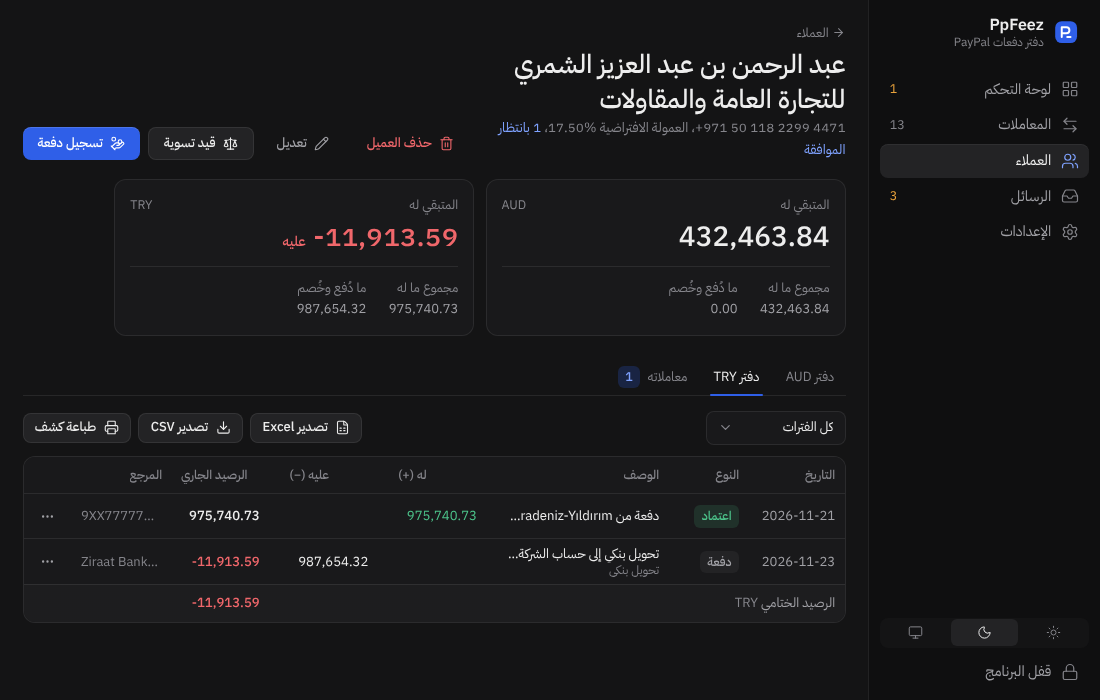 PpFeez
دفتر دفعات PayPal
لوحة التحكم 1
المعاملات 13
العملاء
الرسائل 3
الإعدادات
قفل البرنامج
العملاء
عبد الرحمن بن عبد العزيز الشمري
للتجارة العامة والمقاولات
+971 50 118 2299 4471، العمولة الافتراضية 17.50%، 1 بانتظار
الموافقة
حذف العميل
تعديل
قيد تسوية
تسجيل دفعة
المتبقي له AUD
432,463.84
مجموع ما له ما دُفع وخُصم
432,463.84 0.00
المتبقي له TRY
-11,913.59 عليه
مجموع ما له ما دُفع وخُصم
975,740.73 987,654.32
دفتر AUD دفتر TRY معاملاته 1
كل الفترات
تصدير Excel تصدير CSV طباعة كشف
التاريخ النوع الوصف له (+) عليه (−) الرصيد الجاري المرجع
2026-11-21 اعتماد دفعة من radeniz-Yıldırım... 975,740.73 975,740.73 9XX77777...
2026-11-23 دفعة تحويل بنكي إلى حساب الشركة... 987,654.32 -11,913.59 Ziraat Bank...
تحويل بنكي
الرصيد الختامي TRY -11,913.59